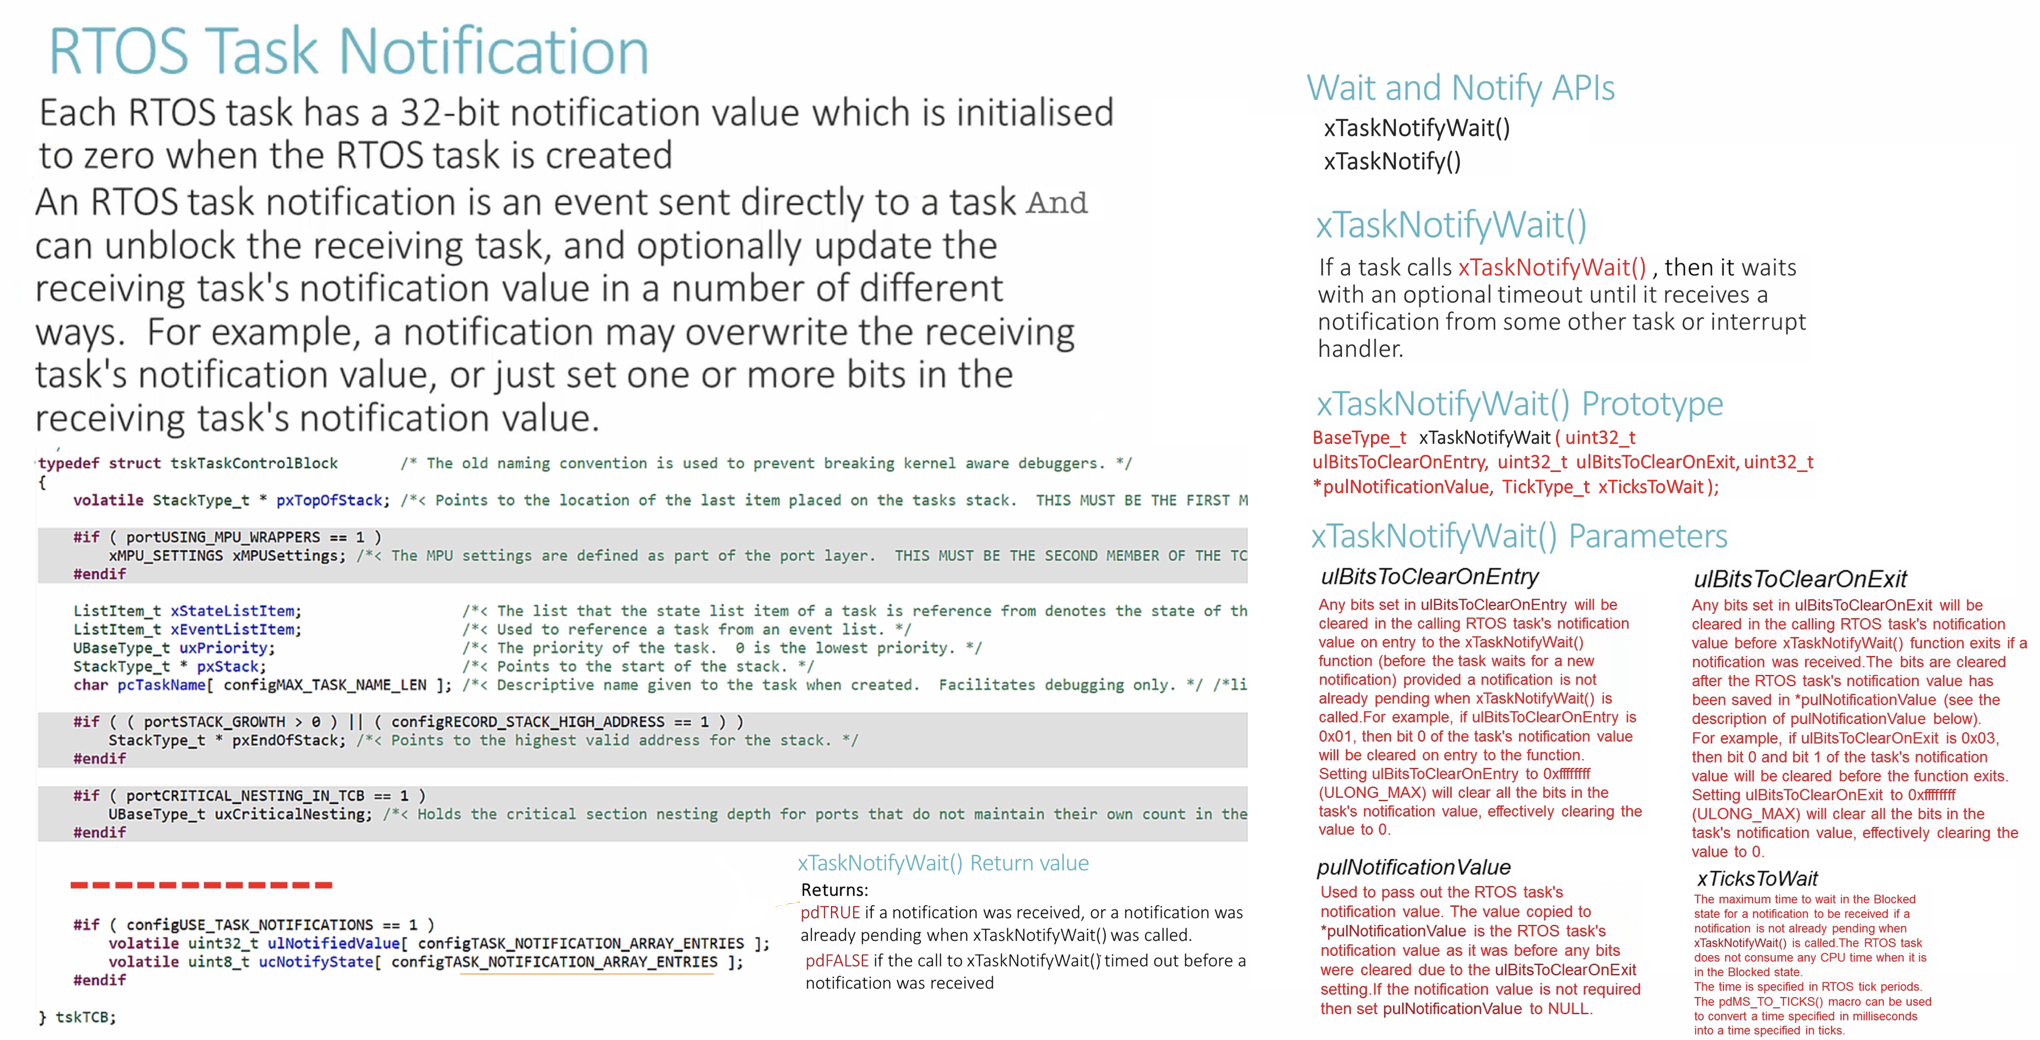 RTOS Task Notification
Each RTOS task has a 32-bit notification value which is initialised
to zero when the RTOS task is created
An RTOS task notification is an event sent directly to a task And
can unblock the receiving task, and optionally update the
receiving task's notification value in a number of different
ways.  For example, a notification may overwrite the receiving
task's notification value, or just set one or more bits in the
receiving task's notification value.
typedef struct tskTaskControlBlock       /* The old naming convention is used to prevent breaking kernel aware debuggers. */
{
    volatile StackType_t * pxTopOfStack; /*< Points to the location of the last item placed on the tasks stack.  THIS MUST BE THE FIRST M
    #if ( portUSING_MPU_WRAPPERS == 1 )
        xMPU_SETTINGS xMPUSettings; /*< The MPU settings are defined as part of the port layer.  THIS MUST BE THE SECOND MEMBER OF THE TC
    #endif
    ListItem_t xStateListItem;                  /*< The list that the state list item of a task is reference from denotes the state of th
    ListItem_t xEventListItem;                  /*< Used to reference a task from an event list. */
    UBaseType_t uxPriority;                     /*< The priority of the task.  0 is the lowest priority. */
    StackType_t * pxStack;                      /*< Points to the start of the stack. */
    char pcTaskName[ configMAX_TASK_NAME_LEN ]; /*< Descriptive name given to the task when created.  Facilitates debugging only. */ /*li
    #if ( ( portSTACK_GROWTH > 0 ) || ( configRECORD_STACK_HIGH_ADDRESS == 1 ) )
        StackType_t * pxEndOfStack; /*< Points to the highest valid address for the stack. */
    #endif
    #if ( portCRITICAL_NESTING_IN_TCB == 1 )
        UBaseType_t uxCriticalNesting; /*< Holds the critical section nesting depth for ports that do not maintain their own count in the
    #endif
    #if ( configUSE_TASK_NOTIFICATIONS == 1 )
        volatile uint32_t ulNotifiedValue[ configTASK_NOTIFICATION_ARRAY_ENTRIES ];
        volatile uint8_t ucNotifyState[ configTASK_NOTIFICATION_ARRAY_ENTRIES ];
    #endif
} tskTCB;
xTaskNotifyWait() Return value
Returns:
pdTRUE if a notification was received, or a notification was
already pending when xTaskNotifyWait() was called.
pdFALSE if the call to xTaskNotifyWait() timed out before a
notification was received
Wait and Notify APIs
xTaskNotifyWait()
xTaskNotify()
xTaskNotifyWait()
If a task calls xTaskNotifyWait() , then it waits
with an optional timeout until it receives a
notification from some other task or interrupt
handler.
xTaskNotifyWait() Prototype
BaseType_t  xTaskNotifyWait ( uint32_t
ulBitsToClearOnEntry,  uint32_t  ulBitsToClearOnExit, uint32_t
*pulNotificationValue,  TickType_t  xTicksToWait );
xTaskNotifyWait() Parameters
ulBitsToClearOnEntry
Any bits set in ulBitsToClearOnEntry will be
cleared in the calling RTOS task's notification
value on entry to the xTaskNotifyWait()
function (before the task waits for a new
notification) provided a notification is not
already pending when xTaskNotifyWait() is
called.For example, if ulBitsToClearOnEntry is
0x01, then bit 0 of the task's notification value
will be cleared on entry to the function.
Setting ulBitsToClearOnEntry to 0xffffffff
(ULONG_MAX) will clear all the bits in the
task's notification value, effectively clearing the
value to 0.
ulBitsToClearOnExit
Any bits set in ulBitsToClearOnExit will be
cleared in the calling RTOS task's notification
value before xTaskNotifyWait() function exits if a
notification was received.The bits are cleared
after the RTOS task's notification value has
been saved in *pulNotificationValue (see the
description of pulNotificationValue below).
For example, if ulBitsToClearOnExit is 0x03,
then bit 0 and bit 1 of the task's notification
value will be cleared before the function exits.
Setting ulBitsToClearOnExit to 0xffffffff
(ULONG_MAX) will clear all the bits in the
task's notification value, effectively clearing the
value to 0.
pulNotificationValue
Used to pass out the RTOS task's
notification value. The value copied to
*pulNotificationValue is the RTOS task's
notification value as it was before any bits
were cleared due to the ulBitsToClearOnExit
setting.If the notification value is not required
then set pulNotificationValue to NULL.
xTicksToWait
The maximum time to wait in the Blocked
state for a notification to be received if a
notification is not already pending when
xTaskNotifyWait() is called.The RTOS task
does not consume any CPU time when it is
in the Blocked state.
The time is specified in RTOS tick periods.
The pdMS_TO_TICKS() macro can be used
to convert a time specified in milliseconds
into a time specified in ticks.